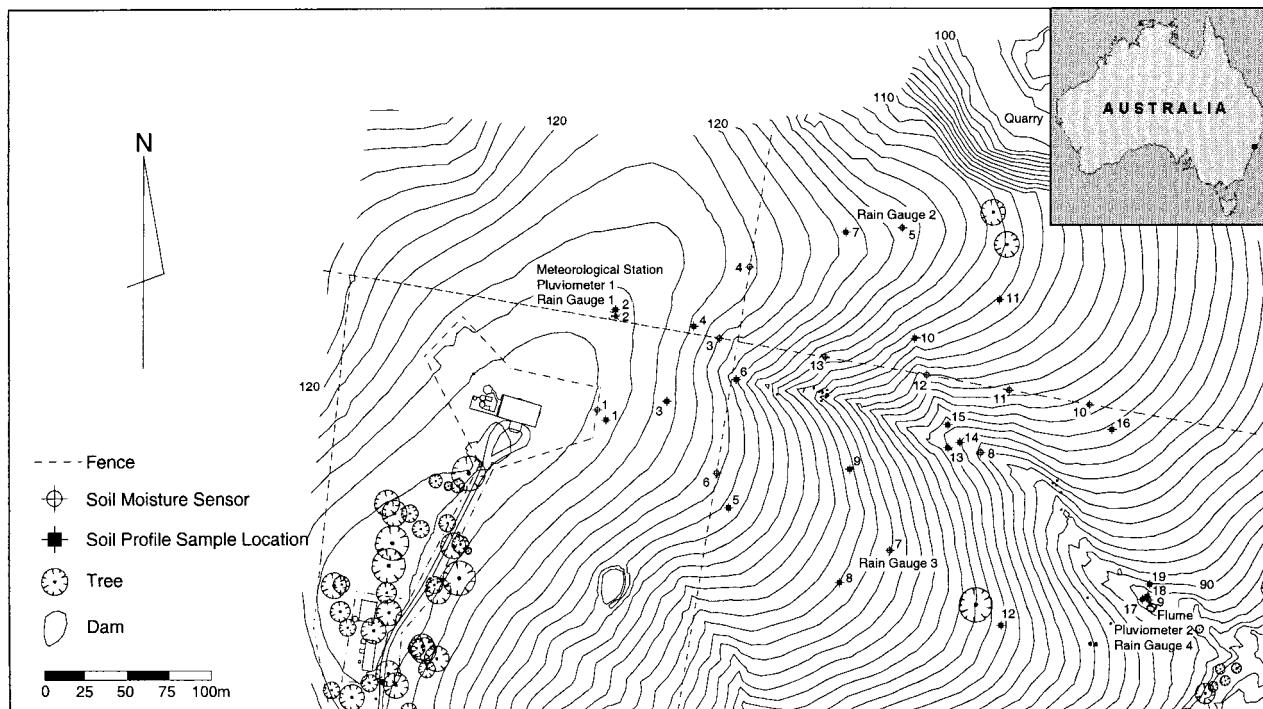 100
AUSTRALIA
110
Quarry
120
120
N
Rain Gauge 2
7
5
4
Meteorological Station
Pluviometer 1
Rain Gauge 1
2
2
11
4
3
10
13
6
12
120
11
3
10
1
1
15
16
14
13
8
9
6
5
7
Rain Gauge 3
8
19
90
18
9
17
Flume
12
Pluviometer 2
Rain Gauge 4
Fence
Soil Moisture Sensor
Soil Profile Sample Location
Tree
Dam
0 25 50 75 100m